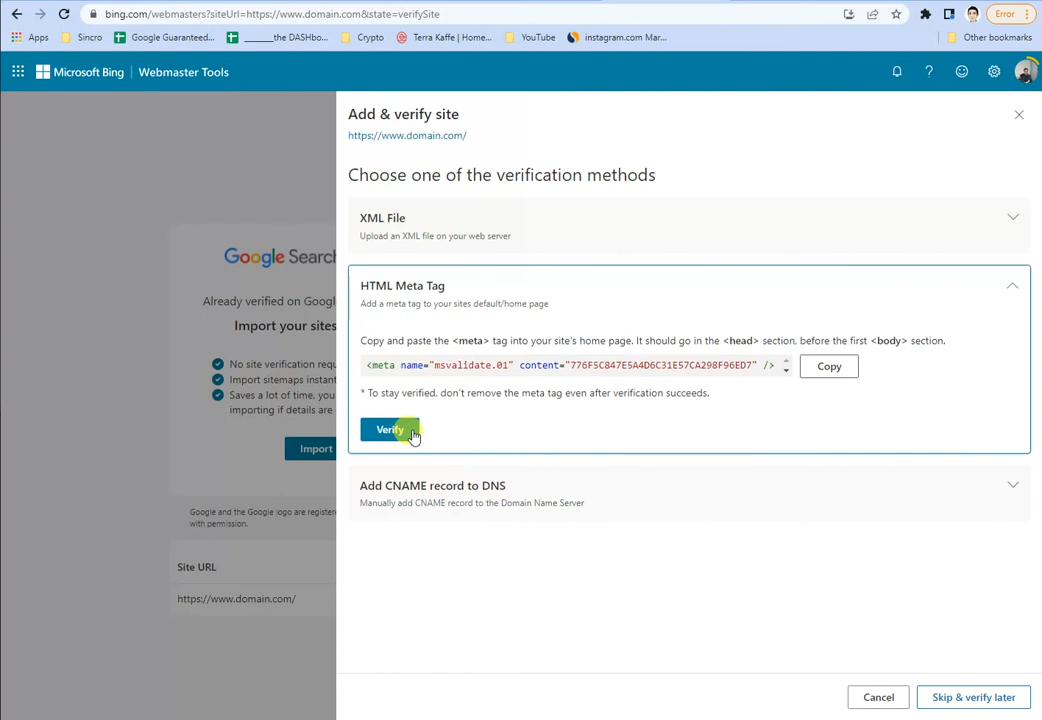 bing.com/webmasters?siteUrl=https://www.domain.com&state=verifySite
Error
Apps
Sincro
Google Guaranteed...
______the DASHbo...
Crypto
Terra Kaffe | Home...
YouTube
instagram.com Mar...
Other bookmarks
Microsoft Bing
Webmaster Tools
Google Search
Already verified on Googl
Import your sites
No site verification requ
Import sitemaps instant
Saves a lot of time, you
importing if details are
Import
Google and the Google logo are registere
with permission.
Site URL
https://www.domain.com/
Add & verify site
https://www.domain.com/
Choose one of the verification methods
XML File
Upload an XML file on your web server
HTML Meta Tag
Add a meta tag to your sites default/home page
Copy and paste the <meta> tag into your site's home page. It should go in the <head> section, before the first <body> section.
<meta name="msvalidate.01" content="776F5C847E5A4D6C31E57CA298F96ED7" />
Copy
* To stay verified, don't remove the meta tag even after verification succeeds.
Verify
Add CNAME record to DNS
Manually add CNAME record to the Domain Name Server
Cancel
Skip & verify later